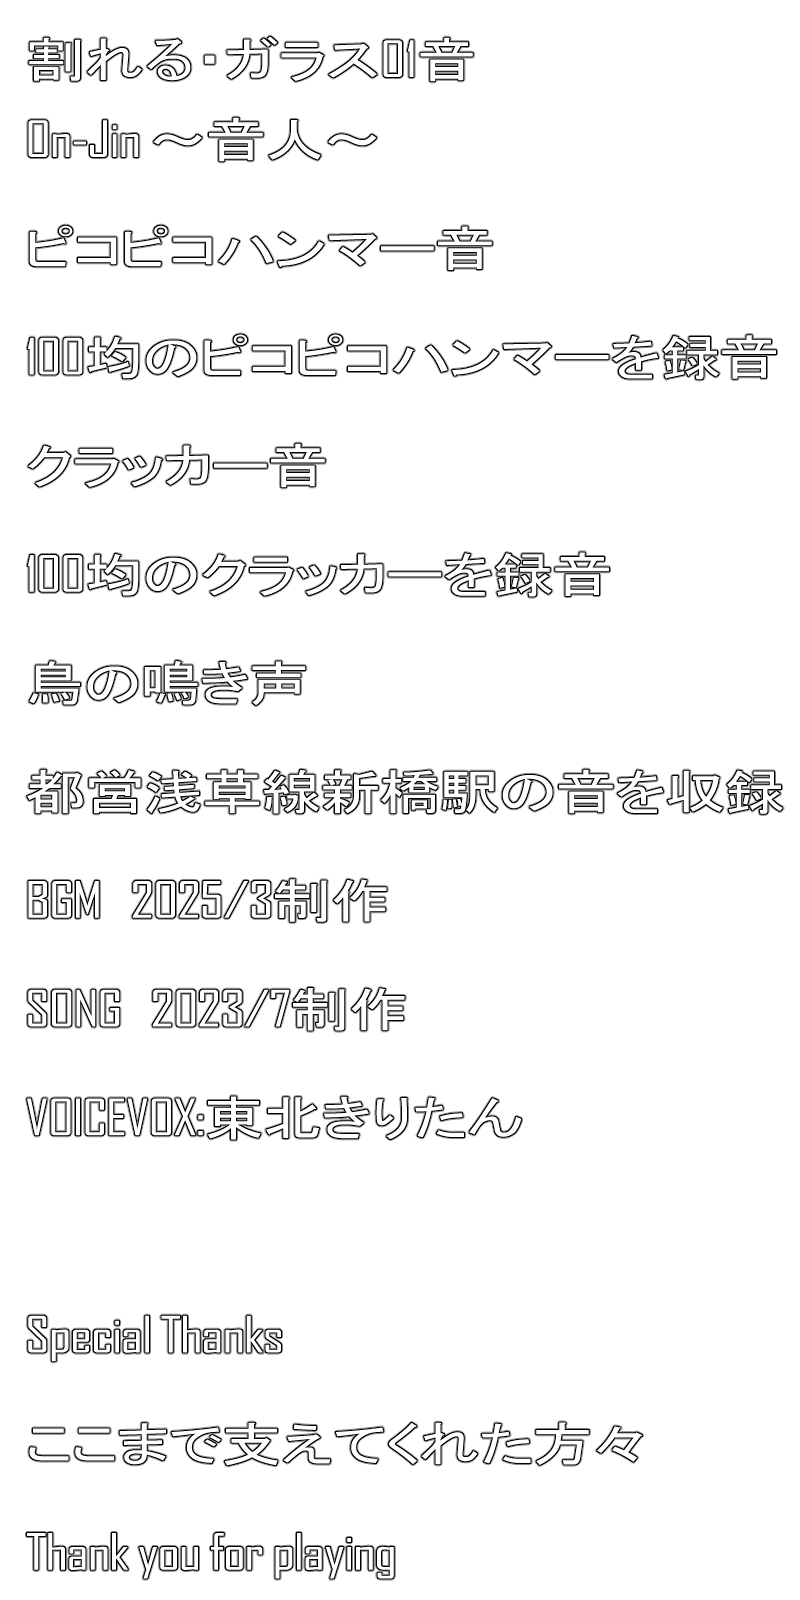 割れる・ガラス01音
On-Jin ～音人～
ピコピコハンマー音
100均のピコピコハンマーを録音
クラッカー音
100均のクラッカーを録音
鳥の鳴き声
都営浅草線新橋駅の音を収録
BGM　2025/3制作
SONG　2023/7制作
VOICEVOX:東北きりたん
Special Thanks
ここまで支えてくれた方々
Thank you for playing